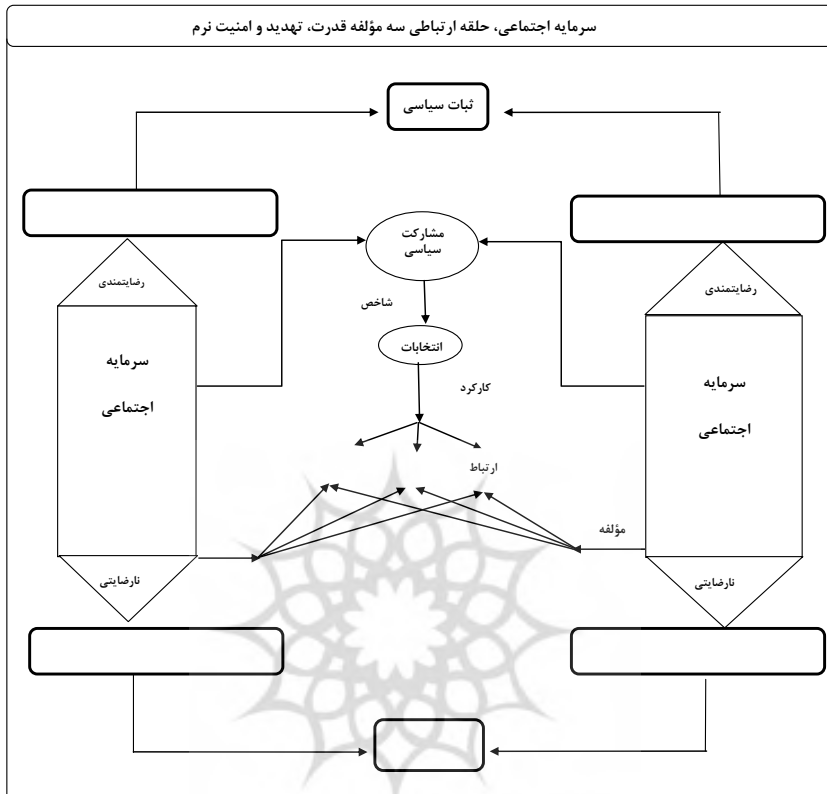 سرمایه اجتماعی، حلقه ارتباطی سه مؤلفه قدرت، تهدید و امنیت نرم
ثبات سیاسی
مشارکت
سیاسی
رضایتمندی
رضایتمندی
شاخص
انتخابات
سرمایه
اجتماعی
سرمایه
اجتماعی
کارکرد
ارتباط
مؤلفه
نارضایتی
نارضایتی